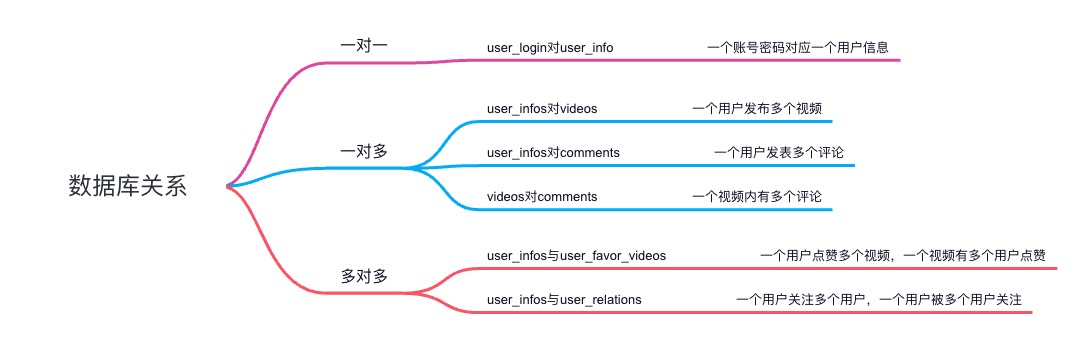 数据库关系
一对一
user_login对user_info
一个账号密码对应一个用户信息
一对多
user_infos对videos
一个用户发布多个视频
user_infos对comments
一个用户发表多个评论
videos对comments
一个视频内有多个评论
多对多
user_infos与user_favor_videos
一个用户点赞多个视频，一个视频有多个用户点赞
user_infos与user_relations
一个用户关注多个用户，一个用户被多个用户关注